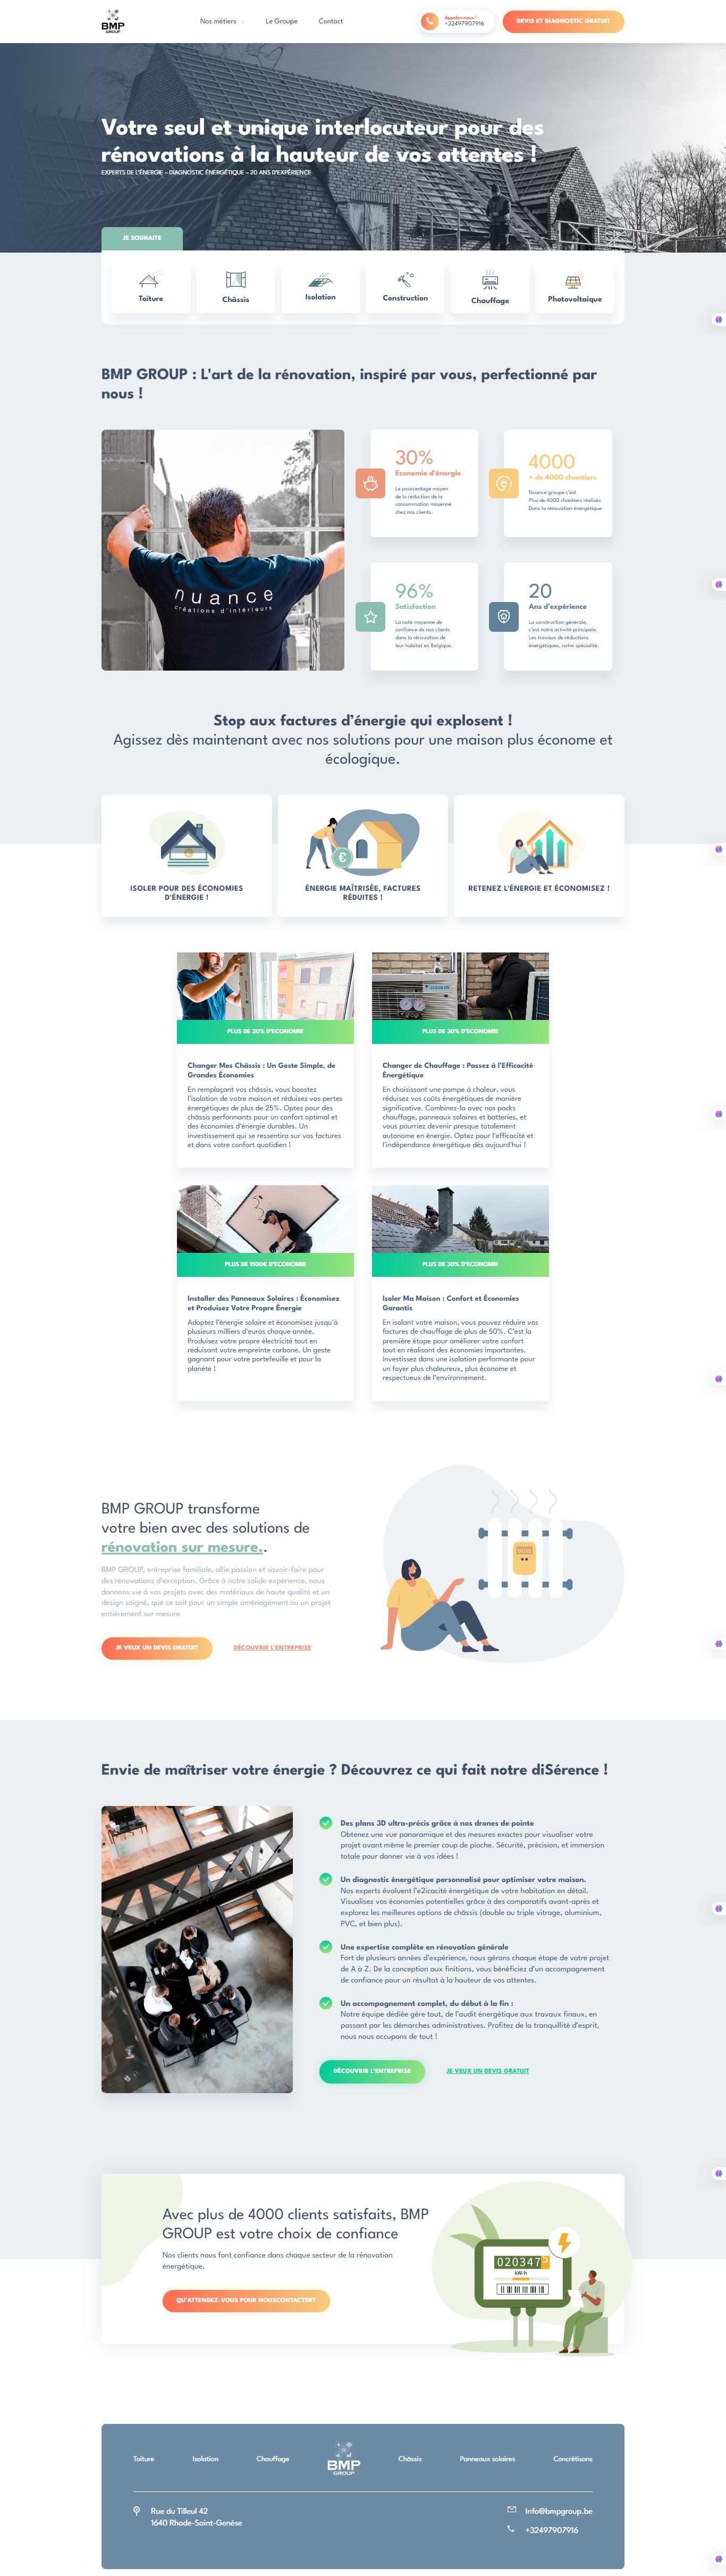 BMP
GROUP
Nos métiers
Le Groupe
Contact
Appelez-nous !
+32497907916
DEVIS ET DIAGNOSTIC GRATUIT
Votre seul et unique interlocuteur pour des
rénovations à la hauteur de vos attentes !
EXPERTS DE L'ÉNERGIE – DIAGNOSTIC ÉNERGÉTIQUE – 20 ANS D'EXPÉRIENCE
JE SOUHAITE
Toiture
Châssis
Isolation
Construction
Chauffage
Photovoltaique
BMP GROUP : L'art de la rénovation, inspiré par vous, perfectionné par
nous !
nuance
créations d'intérieurs
30%
Economie d'énergie
Le pourcentage moyen
de la réduction de la
consommation moyenne
chez nos clients.
4000
+ de 4000 chantiers
Nuance groupe c'est
Plus de 4000 chantiers réalisés
Dans la rénovation énergétique
96%
Satisfaction
La note moyenne de
confiance de nos clients
dans la rénovation de
leur habitat en Belgique.
20
Ans d'expérience
La construction générale,
c'est notre activité principale.
Les travaux de réductions
énergétiques, notre spécialité.
Stop aux factures d'énergie qui explosent !
Agissez dès maintenant avec nos solutions pour une maison plus économe et
écologique.
€
ISOLER POUR DES ÉCONOMIES
D'ÉNERGIE !
ÉNERGIE MAÎTRISÉE, FACTURES
RÉDUITES !
RETENEZ L'ÉNERGIE ET ÉCONOMISEZ !
DAIKIN
PLUS DE 20% D'ECONOMIE
PLUS DE 30% D'ECONOMIE
Changer Mes Châssis : Un Geste Simple, de
Grandes Économies
En remplaçant vos châssis, vous boostez
l'isolation de votre maison et réduisez vos pertes
énergétiques de plus de 25%. Optez pour des
châssis performants pour un confort optimal et
des économies d'énergie durables. Un
investissement qui se ressentira sur vos factures
et dans votre confort quotidien !
Changer de Chauffage : Passez à l'Efficacité
Énergétique
En choisissant une pompe à chaleur, vous
réduisez vos coûts énergétiques de manière
significative. Combinez-la avec nos packs
chauffage, panneaux solaires et batteries, et
vous pourriez devenir presque totalement
autonome en énergie. Optez pour l'efficacité et
l'indépendance énergétique dès aujourd'hui !
PLUS DE 1500€ D'ECONOMIE
PLUS DE 30% D'ECONOMIE
Installer des Panneaux Solaires : Économisez
et Produisez Votre Propre Énergie
Adoptez l'énergie solaire et économisez jusqu'à
plusieurs milliers d'euros chaque année.
Produisez votre propre électricité tout en
réduisant votre empreinte carbone. Un geste
gagnant pour votre portefeuille et pour la
planète !
Isoler Ma Maison : Confort et Économies
Garantis
En isolant votre maison, vous pouvez réduire vos
factures de chauffage de plus de 50%. C'est la
première étape pour améliorer votre confort
tout en réalisant des économies importantes.
Investissez dans une isolation performante pour
un foyer plus chaleureux, plus économe et
respectueux de l'environnement.
BMP GROUP transforme
votre bien avec des solutions de
rénovation sur mesure..
BMP GROUP, entreprise familiale, allie passion et savoir-faire pour
des rénovations d'exception. Grâce à notre solide expérience, nous
donnons vie à vos projets avec des matériaux de haute qualité et un
design soigné, que ce soit pour un simple aménagement ou un projet
entièrement sur mesure
JE VEUX UN DEVIS GRATUIT
DÉCOUVRIR L'ENTREPRISE
Envie de maîtriser votre énergie ? Découvrez ce qui fait notre diSérence !
Des plans 3D ultra-précis grâce à nos drones de pointe
Obtenez une vue panoramique et des mesures exactes pour visualiser votre
projet avant même le premier coup de pioche. Sécurité, précision, et immersion
totale pour donner vie à vos idées !
Un diagnostic énergétique personnalisé pour optimiser votre maison.
Nos experts évaluent l'e2icacité énergétique de votre habitation en détail.
Visualisez vos économies potentielles grâce à des comparatifs avant-après et
explorez les meilleures options de châssis (double ou triple vitrage, aluminium,
PVC, et bien plus).
Une expertise complète en rénovation générale
Fort de plusieurs années d'expérience, nous gérons chaque étape de votre projet
de A à Z. De la conception aux finitions, vous bénéficiez d'un accompagnement
de confiance pour un résultat à la hauteur de vos attentes.
Un accompagnement complet, du début à la fin :
Notre équipe dédiée gère tout, de l'audit énergétique aux travaux finaux, en
passant par les démarches administratives. Profitez de la tranquillité d'esprit,
nous nous occupons de tout !
DÉCOUVRIR L'ENTREPRISE
JE VEUX UN DEVIS GRATUIT
Avec plus de 4000 clients satisfaits, BMP
GROUP est votre choix de confiance
Nos clients nous font confiance dans chaque secteur de la rénovation
énergétique.
QU'ATTENDEZ-VOUS POUR NOUSCONTACTER?
020347
kW-h
Toiture
Isolation
Chauffage
BMP
GROUP
Châssis
Panneaux solaires
Concrétisons
Rue du Tilleul 42
1640 Rhode-Saint-Genèse
Info@bmpgroup.be
+32497907916